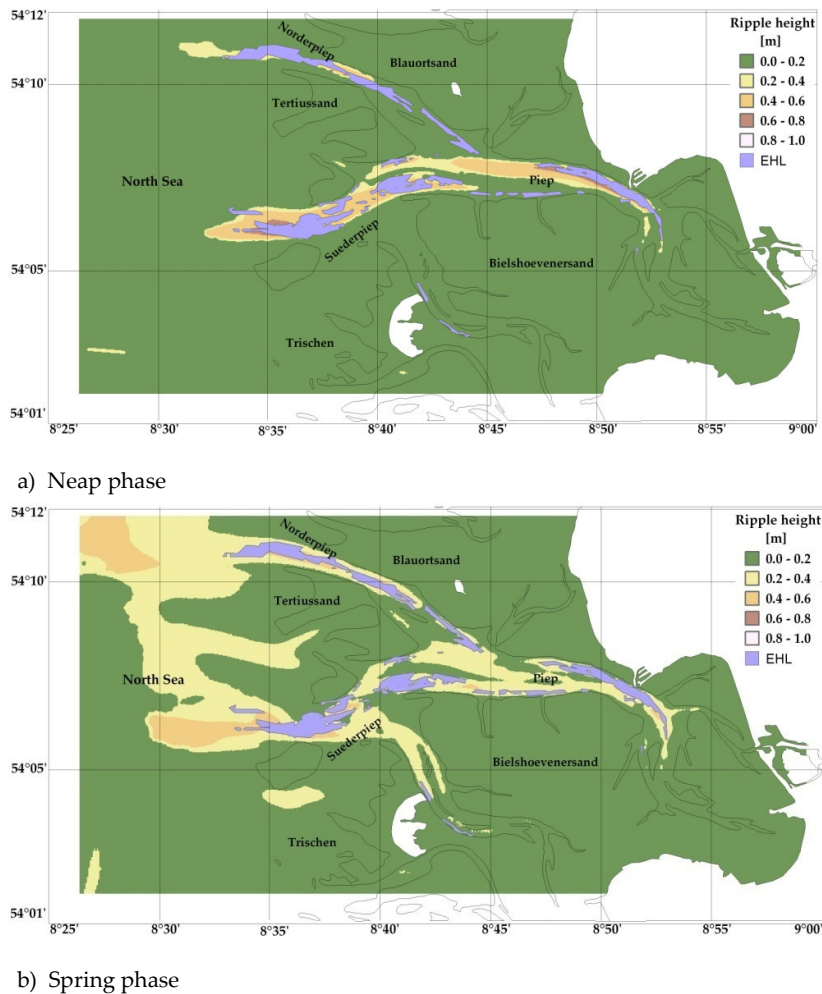 54°12'
54°10'
54°05'
54°01'
8°25'
8°30'
8°35'
8°40'
8°45'
8°50'
8°55'
9°00'
Norderpiep
Blauortsand
Tertiussand
North Sea
Piep
Suederpiep
Bielshoevenersand
Trischen
Ripple height
[m]
0.0 - 0.2
0.2 - 0.4
0.4 - 0.6
0.6 - 0.8
0.8 - 1.0
EHL
a) Neap phase
54°12'
54°10'
54°05'
54°01'
8°25'
8°30'
8°35'
8°40'
8°45'
8°50'
8°55'
9°00'
Norderpiep
Blauortsand
Tertiussand
North Sea
Piep
Suederpiep
Bielshoevenersand
Trischen
Ripple height
[m]
0.0 - 0.2
0.2 - 0.4
0.4 - 0.6
0.6 - 0.8
0.8 - 1.0
EHL
b) Spring phase